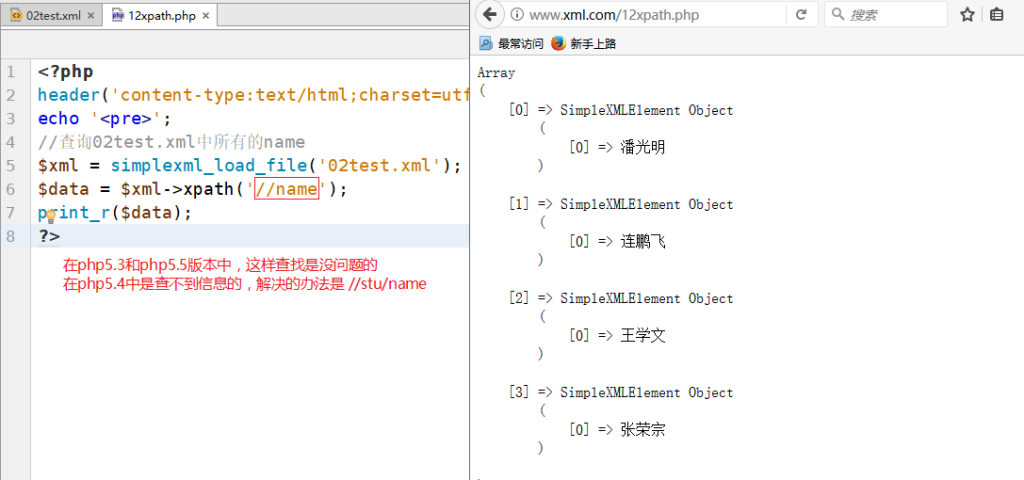 02test.xml
12xpath.php
1 <?php
2 header('content-type:text/html;charset=utf
3 echo '<pre>';
4 //查询02test.xml中所有的name
5 $xml = simplexml_load_file('02test.xml');
6 $data = $xml->xpath('//name');
7 print_r($data);
8 ?>
在php5.3和php5.5版本中，这样查找是没问题的
在php5.4中是查不到信息的，解决的办法是 //stu/name
www.xml.com/12xpath.php
搜索
最常访问 新手上路
Array
(
[0] => SimpleXMLElement Object
(
[0] => 潘光明
)
[1] => SimpleXMLElement Object
(
[0] => 连鹏飞
)
[2] => SimpleXMLElement Object
(
[0] => 王学文
)
[3] => SimpleXMLElement Object
(
[0] => 张荣宗
)